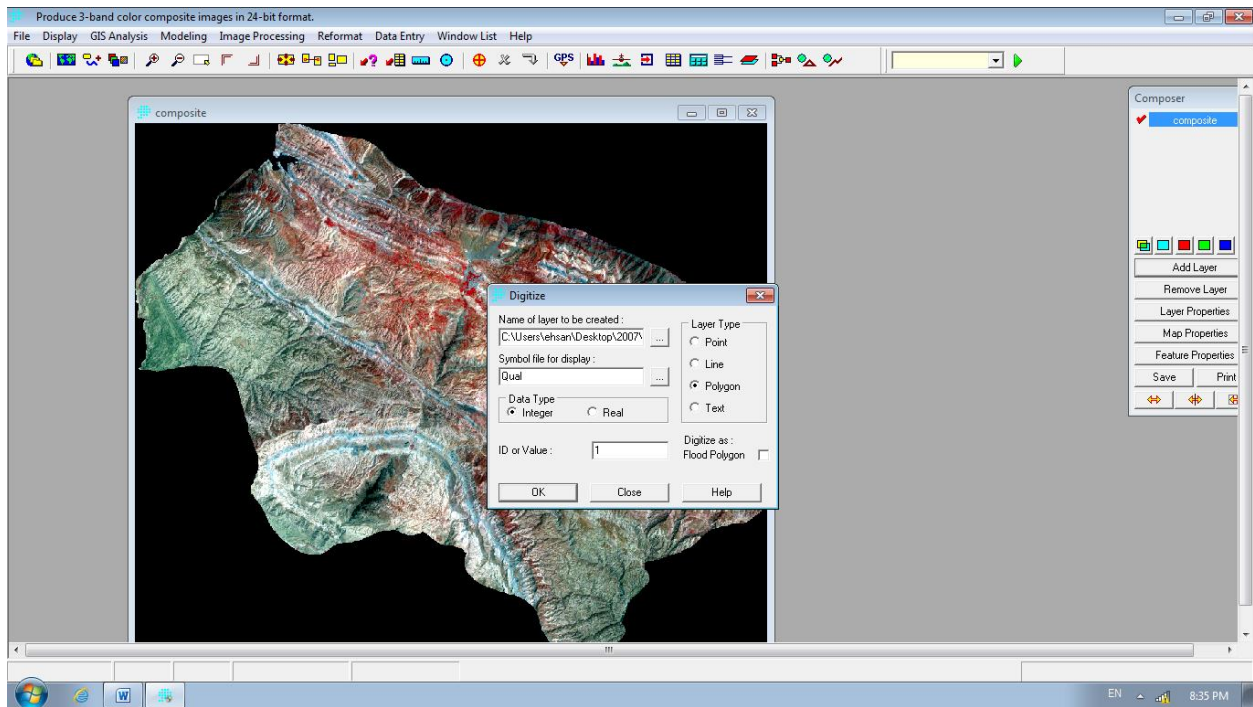 Produce 3-band color composite images in 24-bit format.
File Display GIS Analysis Modeling Image Processing Reformat Data Entry Window List Help
GPS
composite
Composer
composite
Add Layer
Remove Layer
Layer Properties
Map Properties
Feature Properties
Save Print
Digitize
Name of layer to be created :
C:\Users\ehsan\Desktop\2007\ ...
Symbol file for display :
Qual ...
Data Type
Integer Real
ID or Value : 1
Layer Type
Point
Line
Polygon
Text
Digitize as :
Flood Polygon
OK Close Help
EN 8:35 PM